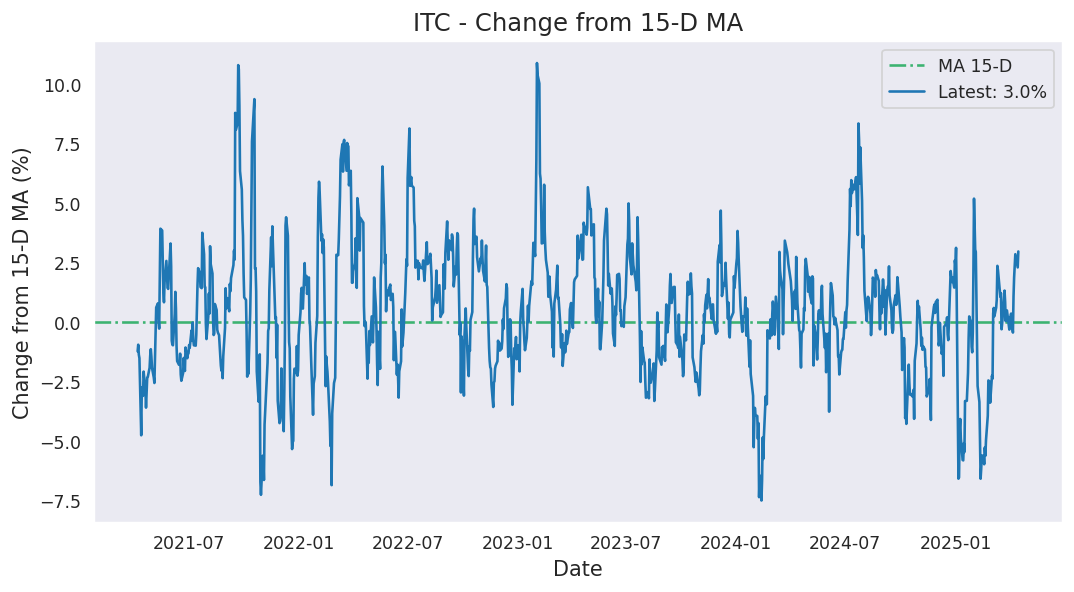 ITC - Change from 15-D MA
MA 15-D
Latest: 3.0%
Change from 15-D MA (%)
10.0
7.5
5.0
2.5
0.0
−2.5
−5.0
−7.5
2021-07 2022-01 2022-07 2023-01 2023-07 2024-01 2024-07 2025-01
Date